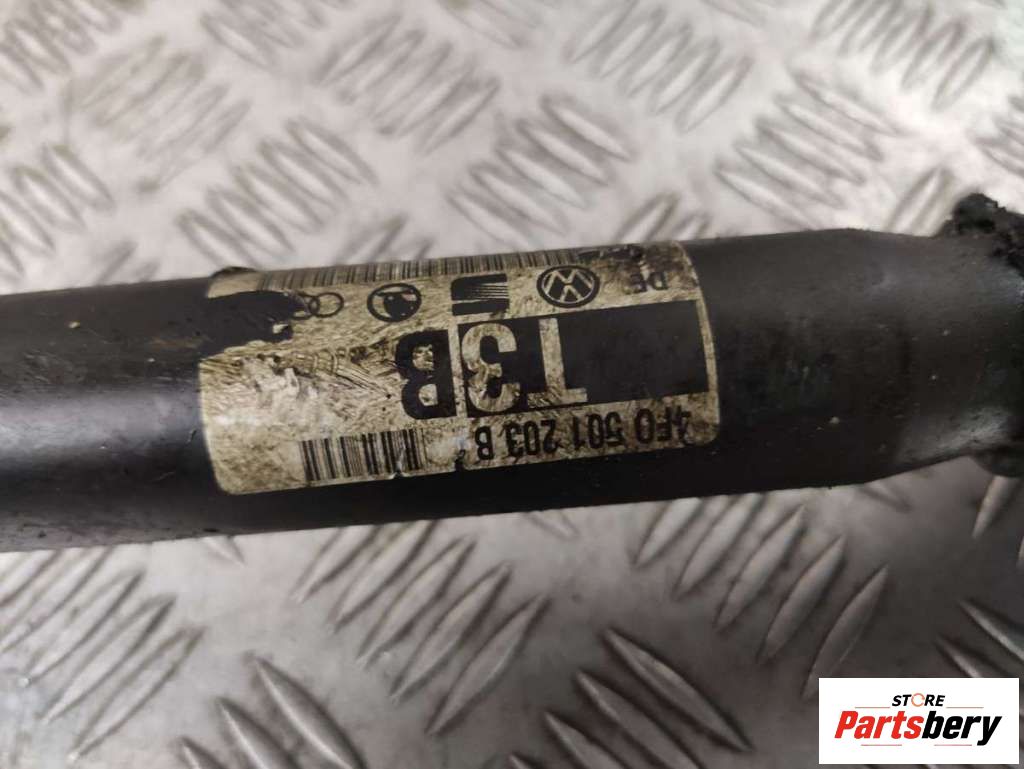 4F0 501 203 B
T3B
DE
STORE
Partsbery